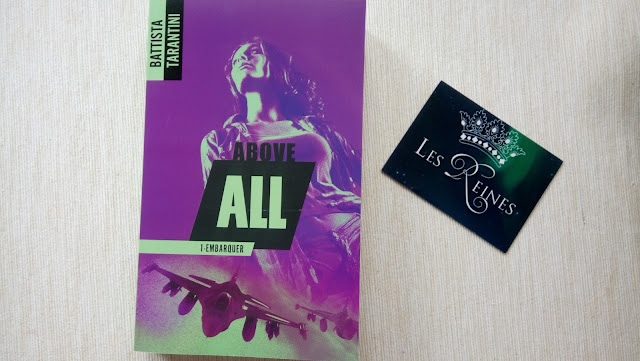 BATTISTA
TARANTINI
ABOVE
ALL
1-EMBARQUER
LES REINES